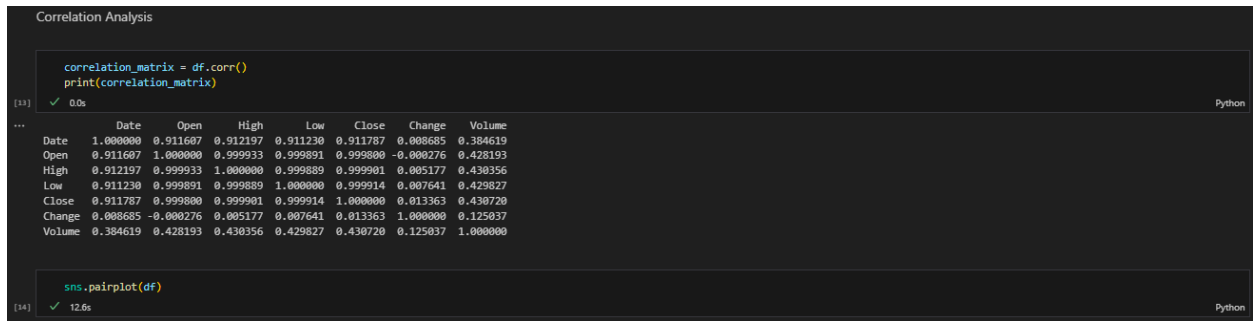 Correlation Analysis
correlation_matrix = df.corr()
print(correlation_matrix)
[13] ✓ 0.0s Python
... Date Open High Low Close Change Volume
Date 1.000000 0.911607 0.912197 0.911230 0.911787 0.008685 0.384619
Open 0.911607 1.000000 0.999933 0.999891 0.999800 -0.000276 0.428193
High 0.912197 0.999933 1.000000 0.999889 0.999901 0.005177 0.430356
Low 0.911230 0.999891 0.999889 1.000000 0.999914 0.007641 0.429827
Close 0.911787 0.999800 0.999901 0.999914 1.000000 0.013363 0.430720
Change 0.008685 -0.000276 0.005177 0.007641 0.013363 1.000000 0.125037
Volume 0.384619 0.428193 0.430356 0.429827 0.430720 0.125037 1.000000
sns.pairplot(df)
[14] ✓ 12.6s Python